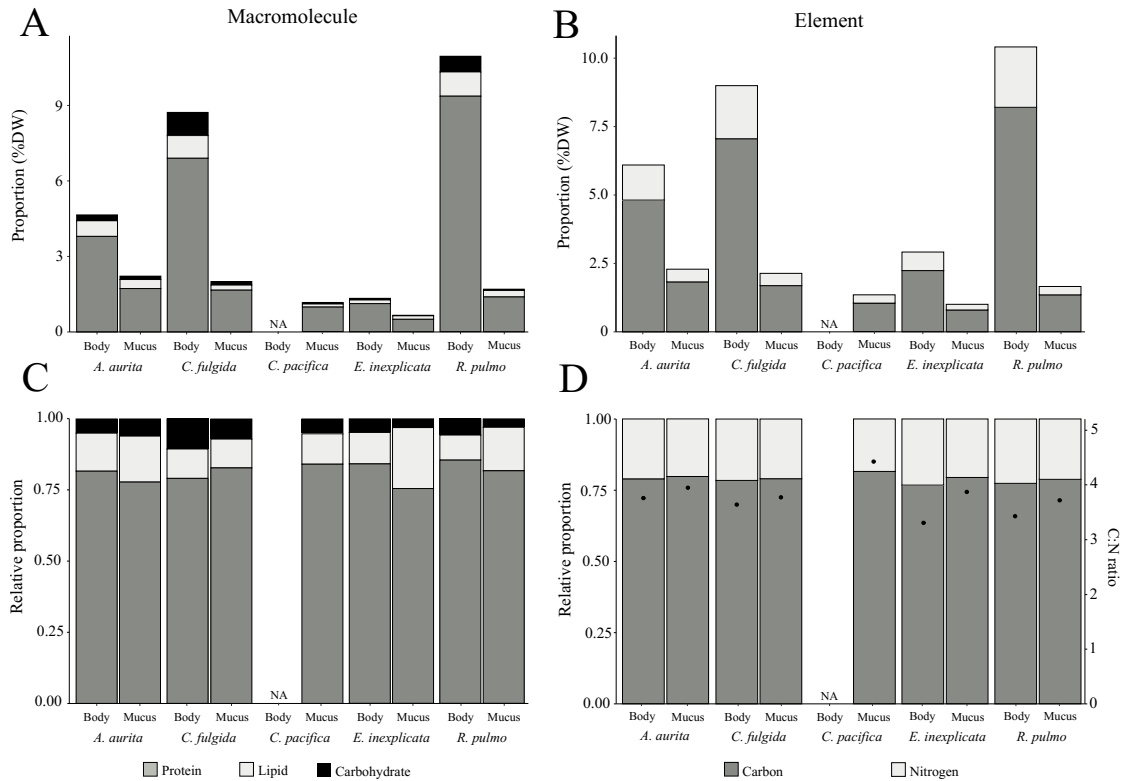 A
Macromolecule
Proportion (%DW)
9
6
3
0
NA
Body Mucus Body Mucus Body Mucus Body Mucus Body Mucus
A. aurita C. fulgida C. pacifica E. inexplicata R. pulmo
B
Element
Proportion (%DW)
10.0
7.5
5.0
2.5
0
NA
Body Mucus Body Mucus Body Mucus Body Mucus Body Mucus
A. aurita C. fulgida C. pacifica E. inexplicata R. pulmo
C
Relative proportion
1.00
0.75
0.50
0.25
0.00
NA
Body Mucus Body Mucus Body Mucus Body Mucus Body Mucus
A. aurita C. fulgida C. pacifica E. inexplicata R. pulmo
Protein Lipid Carbohydrate
D
Relative proportion
1.00
0.75
0.50
0.25
0.00
NA
5
4
3
2
1
0
C:N ratio
Body Mucus Body Mucus Body Mucus Body Mucus Body Mucus
A. aurita C. fulgida C. pacifica E. inexplicata R. pulmo
Carbon Nitrogen